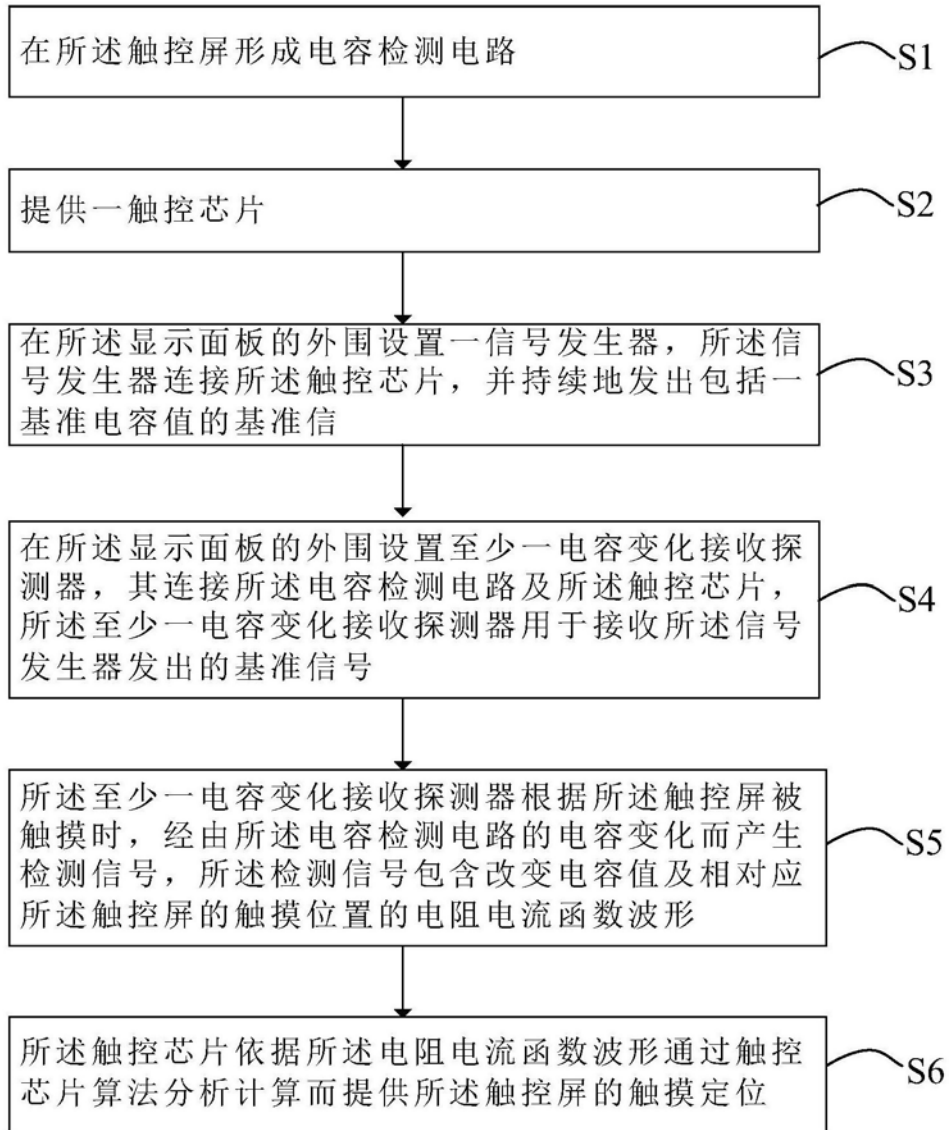 在所述触控屏形成电容检测电路
S1
提供一触控芯片
S2
在所述显示面板的外围设置一信号发生器，所述信
号发生器连接所述触控芯片，并持续地发出包括一
基准电容值的基准信
S3
在所述显示面板的外围设置至少一电容变化接收探
测器，其连接所述电容检测电路及所述触控芯片，
所述至少一电容变化接收探测器用于接收所述信号
发生器发出的基准信号
S4
所述至少一电容变化接收探测器根据所述触控屏被
触摸时，经由所述电容检测电路的电容变化而产生
检测信号，所述检测信号包含改变电容值及相对应
所述触控屏的触摸位置的电阻电流函数波形
S5
所述触控芯片依据所述电阻电流函数波形通过触控
芯片算法分析计算而提供所述触控屏的触摸定位
S6